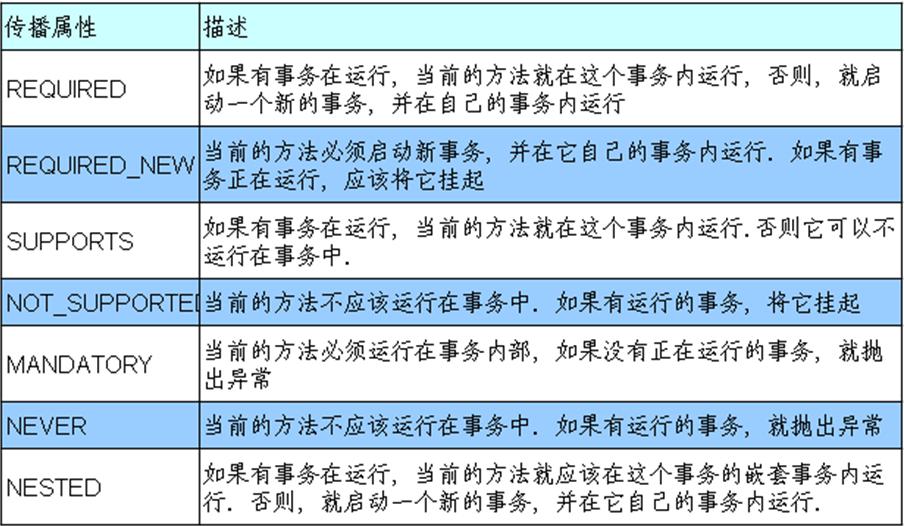 传播属性 描述
REQUIRED 如果有事务在运行, 当前的方法就在这个事务内运行, 否则, 就启
动一个新的事务, 并在自己的事务内运行
REQUIRED_NEW 当前的方法必须启动新事务, 并在它自己的事务内运行. 如果有事
务正在运行, 应该将它挂起
SUPPORTS 如果有事务在运行, 当前的方法就在这个事务内运行. 否则它可以不
运行在事务中.
NOT_SUPPORTED 当前的方法不应该运行在事务中. 如果有运行的事务, 将它挂起
MANDATORY 当前的方法必须运行在事务内部, 如果没有正在运行的事务, 就抛
出异常
NEVER 当前的方法不应该运行在事务中. 如果有运行的事务, 就抛出异常
NESTED 如果有事务在运行, 当前的方法就应该在这个事务的嵌套事务内运
行. 否则, 就启动一个新的事务, 并在它自己的事务内运行.